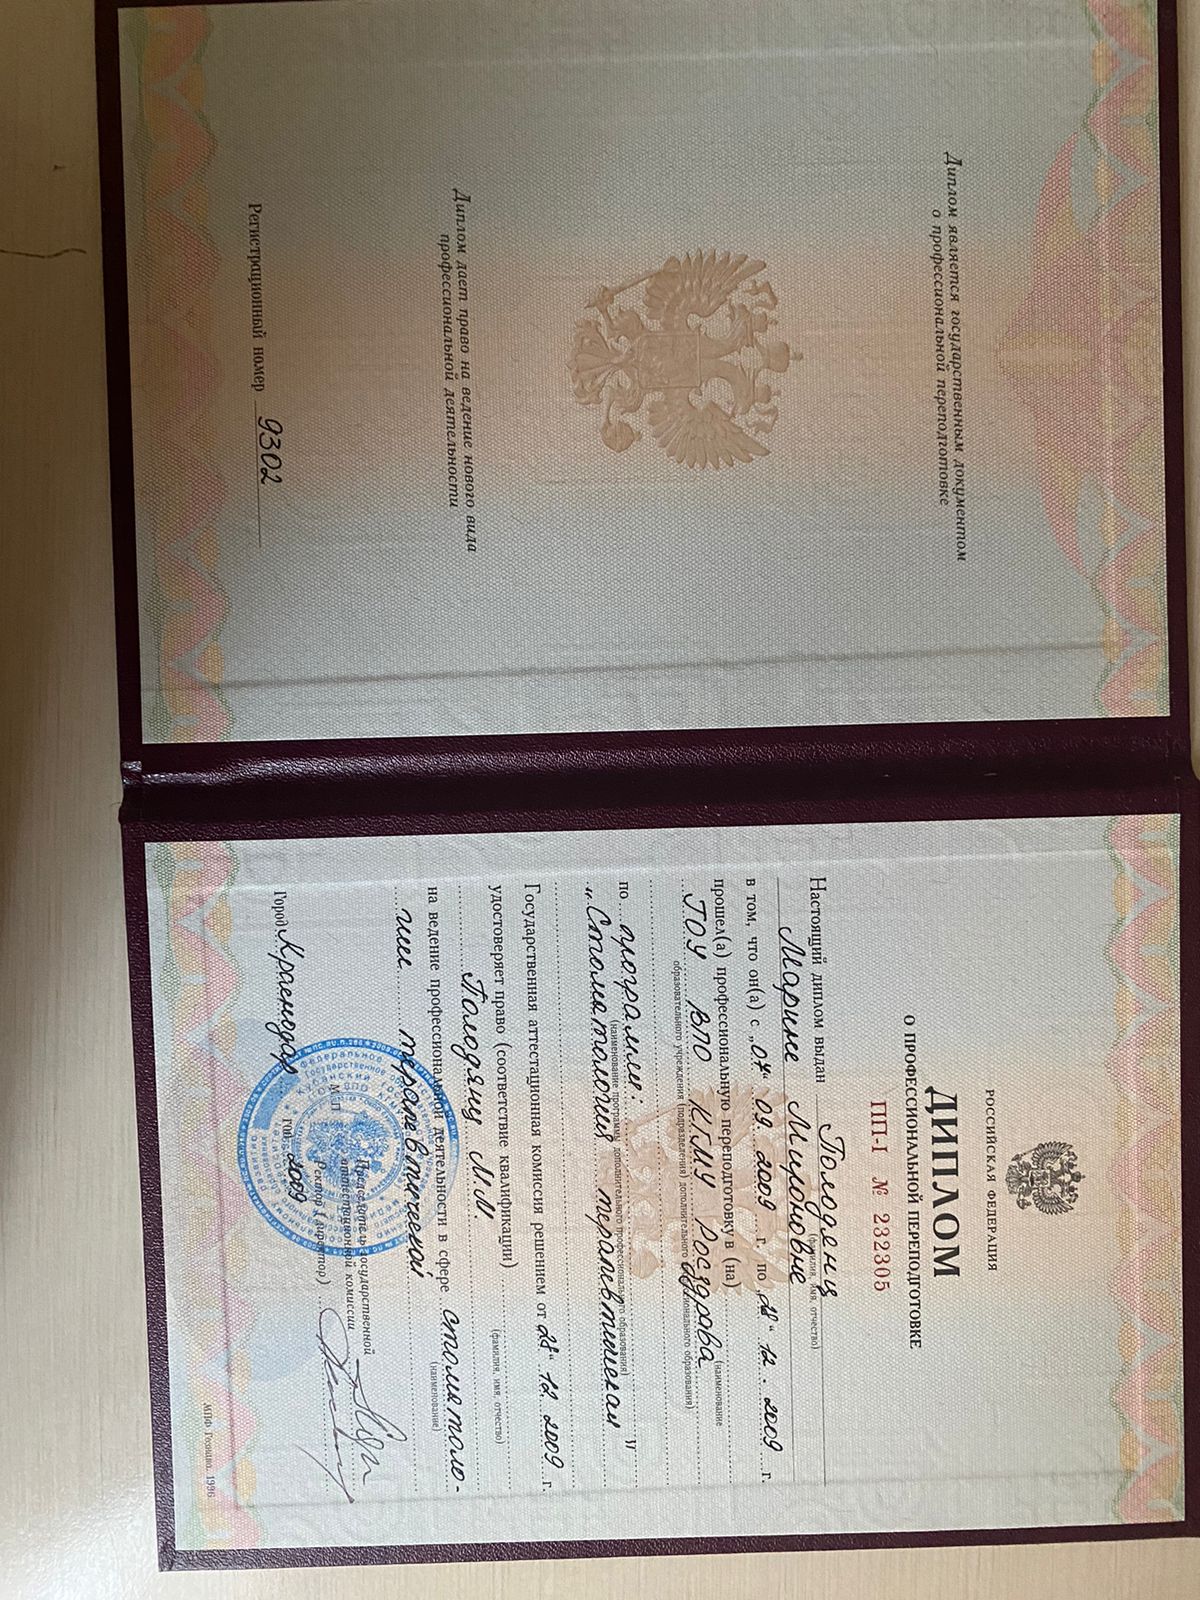 Диплом является государственным документом
о профессиональной переподготовке
Диплом дает право на ведение нового вида
профессиональной деятельности
Регистрационный номер 9302
РОССИЙСКАЯ ФЕДЕРАЦИЯ
ДИПЛОМ
О ПРОФЕССИОНАЛЬНОЙ ПЕРЕПОДГОТОВКЕ
ПП-I № 232305
Настоящий диплом выдан Полодянц
(фамилия, имя, отчество)
Марине Мироновне
в том, что он(а) с „07“ 09. 2009 г. по „28“ 12. 2009 г.
прошел(а) профессиональную переподготовку в (на)
(наименование
ГОУ ВПО КГМУ Росздрава
образовательного учреждения (подразделения) дополнительного профессионального образования)
по программе:
(наименование программы дополнительного профессионального образования)
„Стоматология терапевтическая"
Государственная аттестационная комиссия решением от „28“ 12. 2009 г.
удостоверяет право (соответствие квалификации)
(фамилия, имя, отчество)
Полодянц М.М.
на ведение профессиональной деятельности в сфере стоматоло-
(наименование)
гии терапевтической
Председатель государственной
аттестационной комиссии
М П
Ректор (директор)
Город Краснодар год 2009
МПФ Гознака. 1996